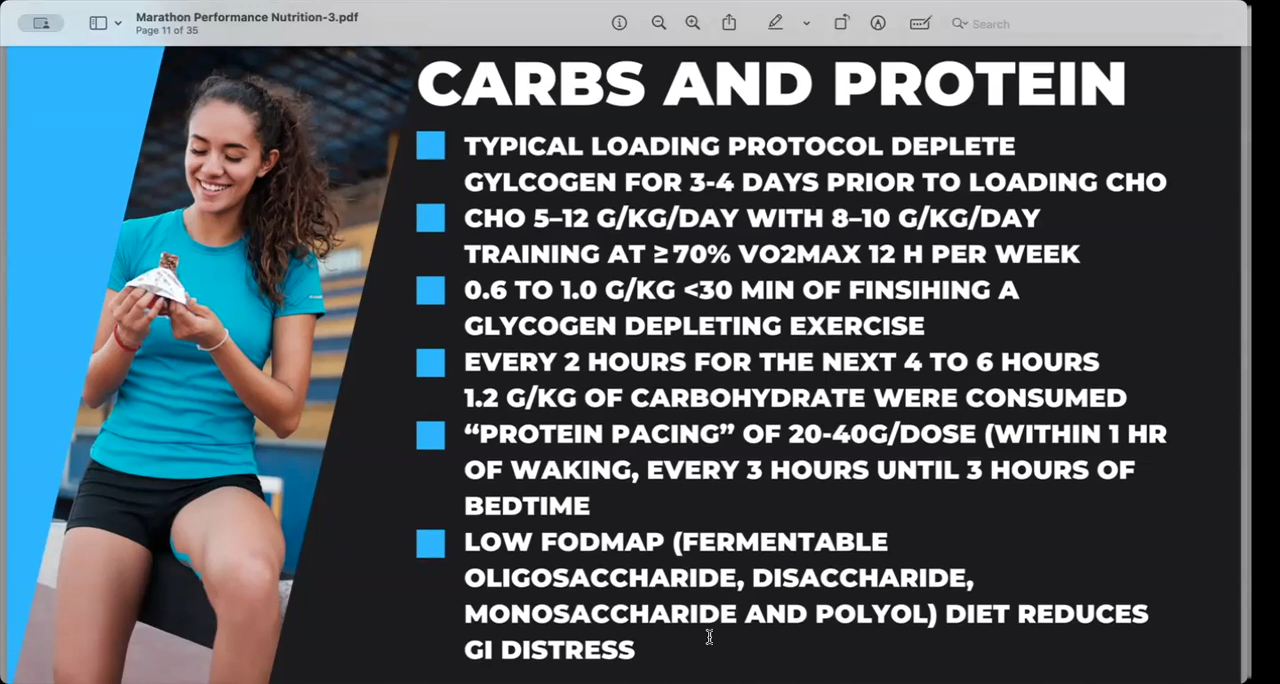 Marathon Performance Nutrition-3.pdf
Page 11 of 35
Search
CARBS AND PROTEIN
TYPICAL LOADING PROTOCOL DEPLETE
GYLCOGEN FOR 3-4 DAYS PRIOR TO LOADING CHO
CHO 5–12 G/KG/DAY WITH 8–10 G/KG/DAY
TRAINING AT ≥70% VO2MAX 12 H PER WEEK
0.6 TO 1.0 G/KG <30 MIN OF FINSIHING A
GLYCOGEN DEPLETING EXERCISE
EVERY 2 HOURS FOR THE NEXT 4 TO 6 HOURS
1.2 G/KG OF CARBOHYDRATE WERE CONSUMED
“PROTEIN PACING” OF 20-40G/DOSE (WITHIN 1 HR
OF WAKING, EVERY 3 HOURS UNTIL 3 HOURS OF
BEDTIME
LOW FODMAP (FERMENTABLE
OLIGOSACCHARIDE, DISACCHARIDE,
MONOSACCHARIDE AND POLYOL) DIET REDUCES
GI DISTRESS